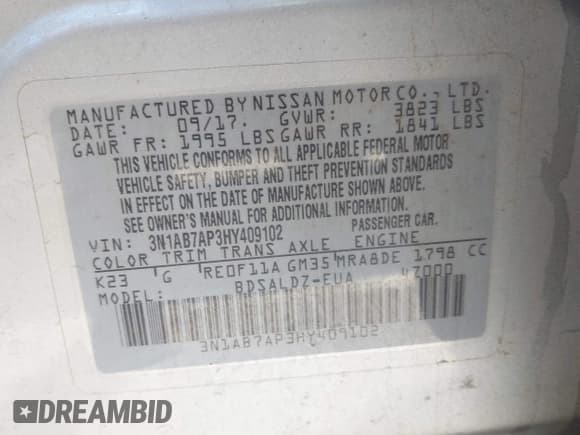 MANUFACTURED BY NISSAN MOTOR CO., LTD.
DATE: 09/17. GVWR: 3823 LBS
GAWR FR: 1995 LBS GAWR RR: 1841 LBS
THIS VEHICLE CONFORMS TO ALL APPLICABLE FEDERAL MOTOR
VEHICLE SAFETY, BUMPER AND THEFT PREVENTION STANDARDS
IN EFFECT ON THE DATE OF MANUFACTURE SHOWN ABOVE.
SEE OWNER'S MANUAL FOR ADDITIONAL INFORMATION
VIN: 3N1AB7AP3HY409102 PASSENGER CAR.
COLOR TRIM TRANS AXLE ENGINE
K23 'G 'RE0F11A GM35'MRA8DE 1798 CC
MODEL: BDSALDZ-EUA 4Z000
3N1AB7AP3HY409102
DREAMBID